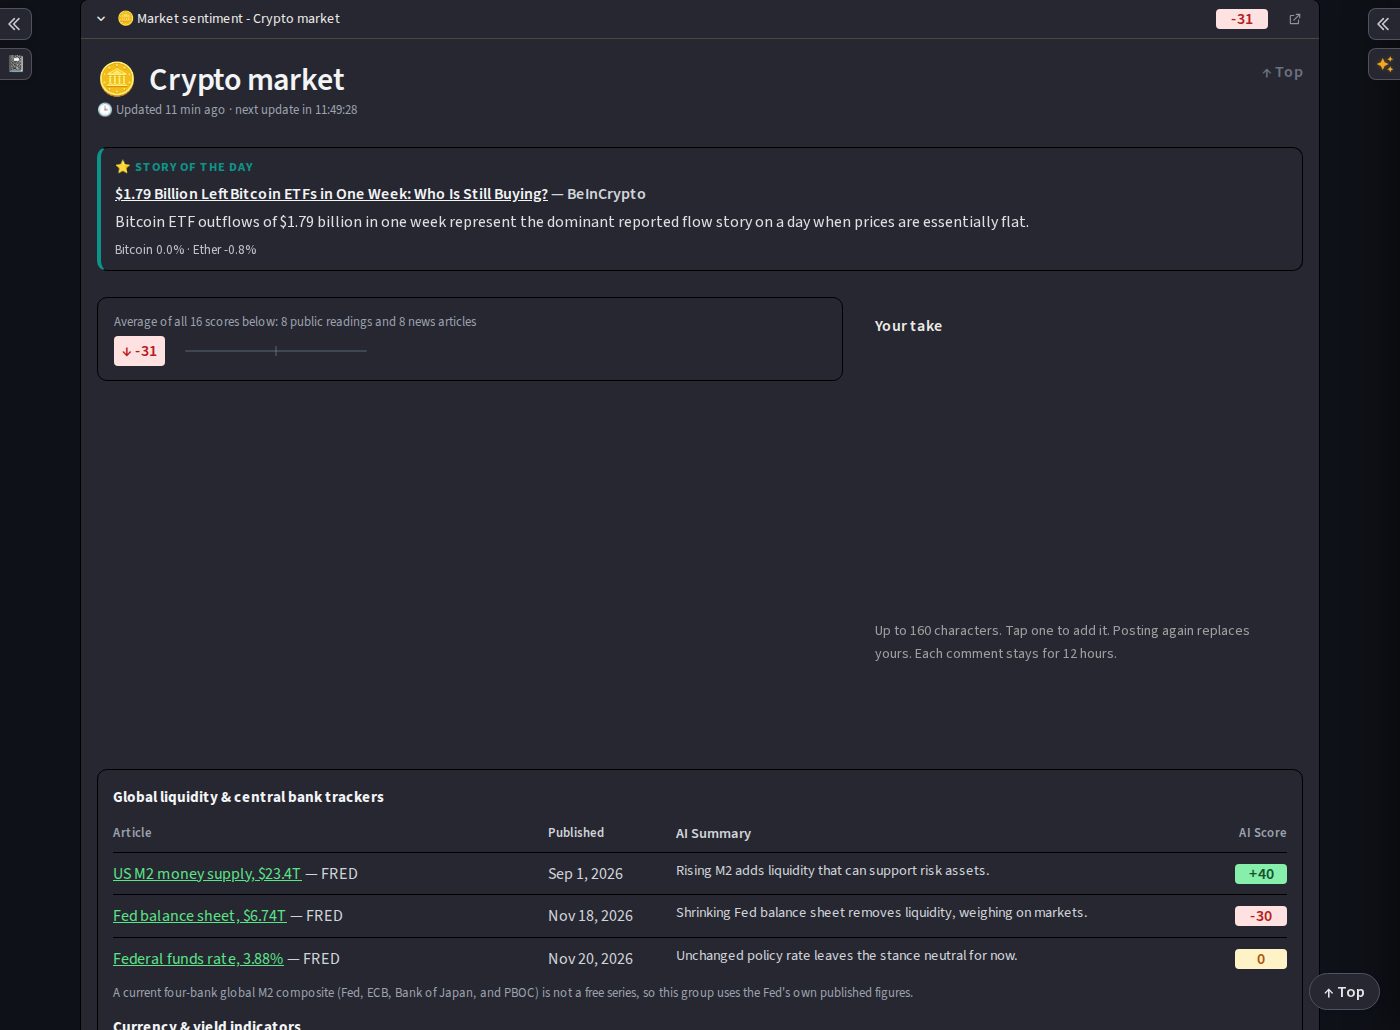 Market sentiment - Crypto market
-31
Crypto market
↑ Top
Updated 11 min ago · next update in 11:49:28
STORY OF THE DAY
$1.79 Billion Left Bitcoin ETFs in One Week: Who Is Still Buying? — BeInCrypto
Bitcoin ETF outflows of $1.79 billion in one week represent the dominant reported flow story on a day when prices are essentially flat.
Bitcoin 0.0% · Ether -0.8%
Average of all 16 scores below: 8 public readings and 8 news articles
↓ -31
Your take
Up to 160 characters. Tap one to add it. Posting again replaces
yours. Each comment stays for 12 hours.
Global liquidity & central bank trackers
Article Published AI Summary AI Score
US M2 money supply, $23.4T — FRED Sep 1, 2026 Rising M2 adds liquidity that can support risk assets. +40
Fed balance sheet, $6.74T — FRED Nov 18, 2026 Shrinking Fed balance sheet removes liquidity, weighing on markets. -30
Federal funds rate, 3.88% — FRED Nov 20, 2026 Unchanged policy rate leaves the stance neutral for now. 0
A current four-bank global M2 composite (Fed, ECB, Bank of Japan, and PBOC) is not a free series, so this group uses the Fed's own published figures.
↑ Top
Currency & yield indicators